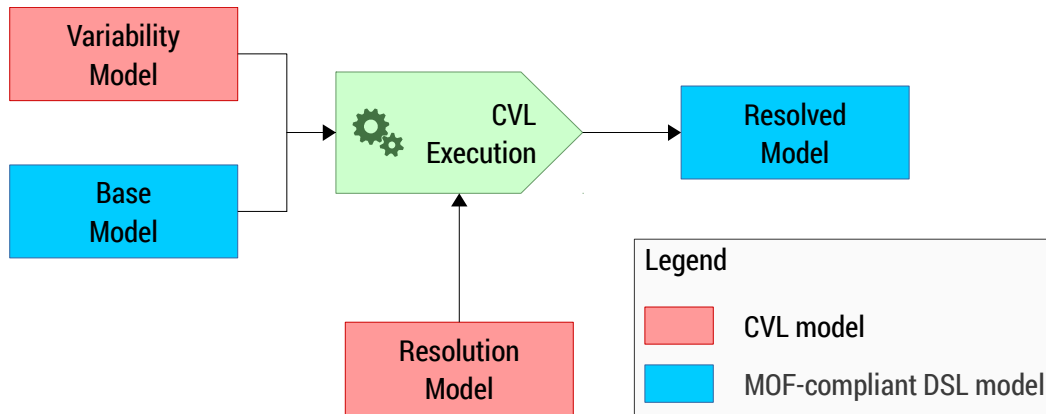 Variability
Model
CVL
Execution
Resolved
Model
Base
Model
Resolution
Model
Legend
CVL model
MOF-compliant DSL model